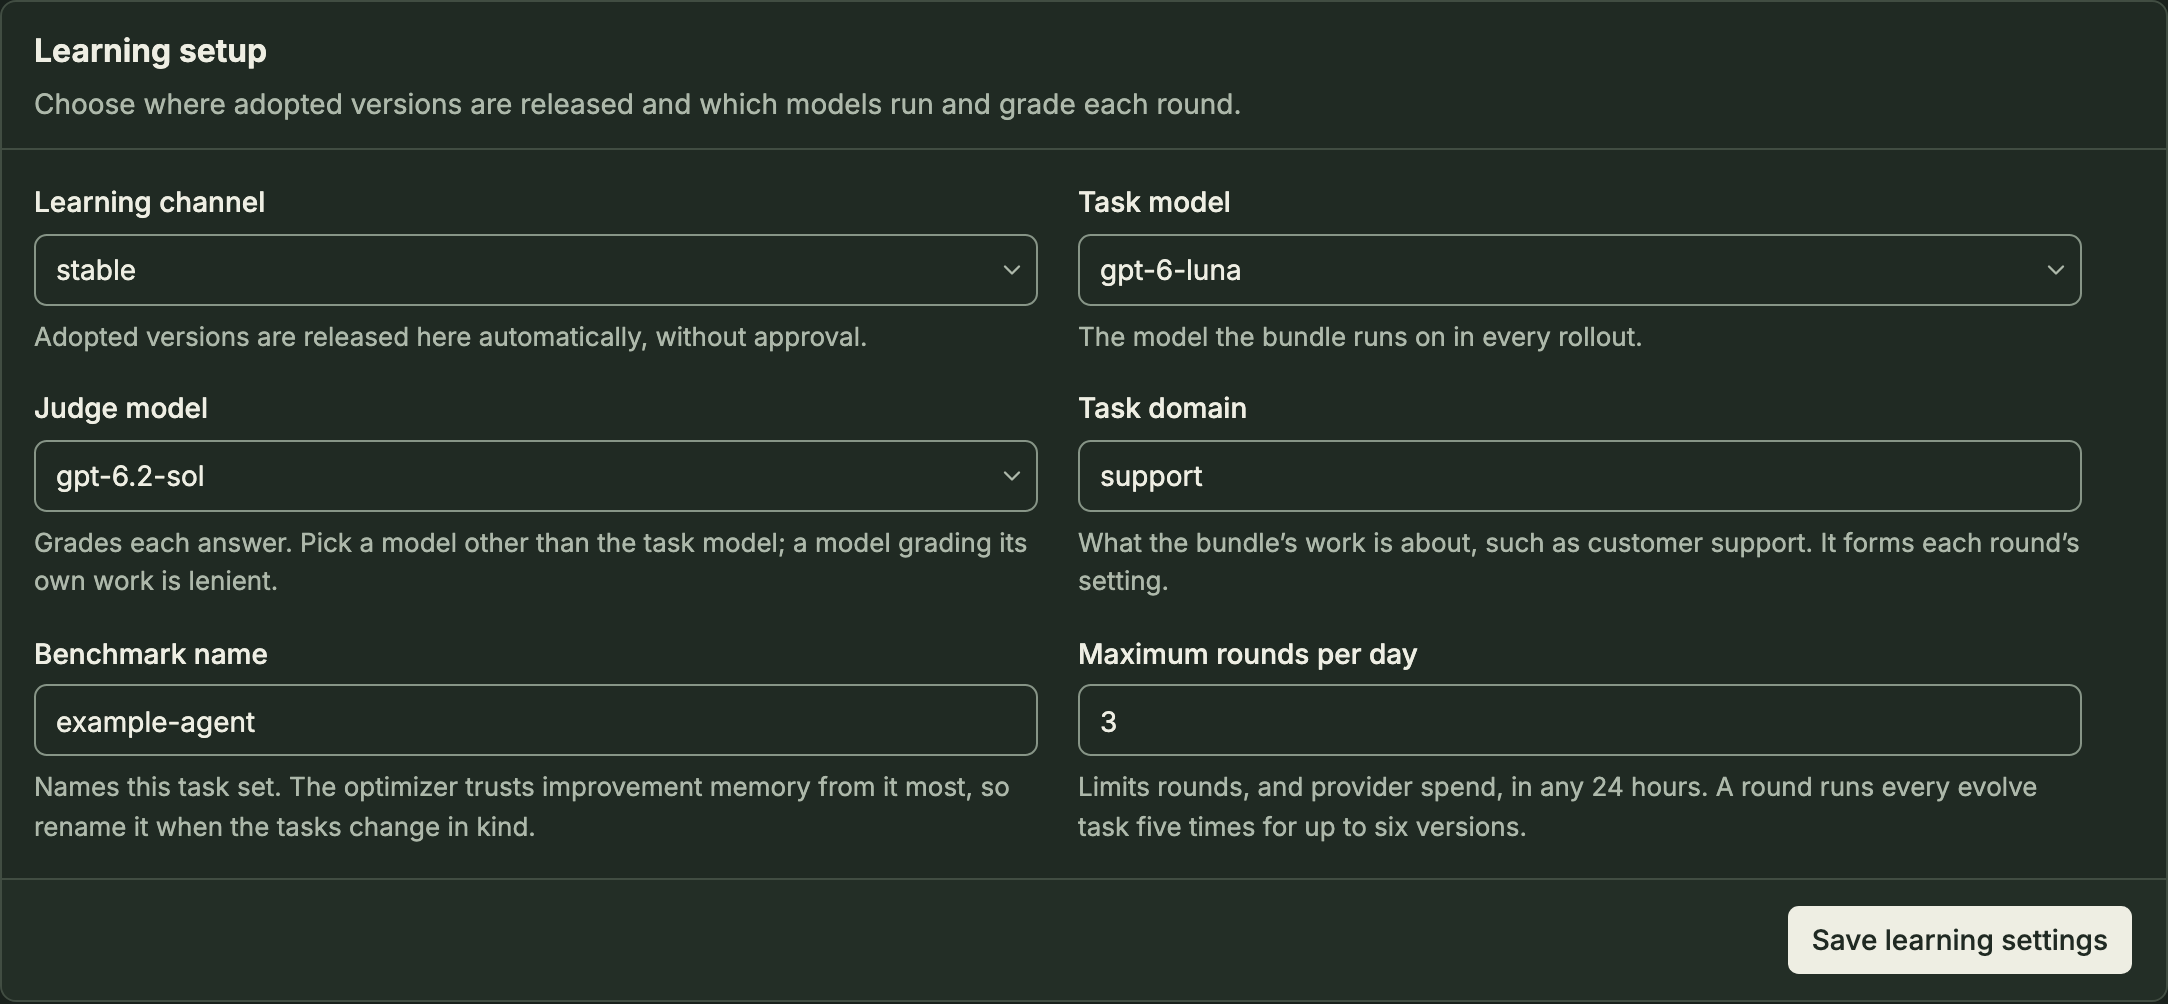 Learning setup
Choose where adopted versions are released and which models run and grade each round.
Learning channel
stable
Adopted versions are released here automatically, without approval.
Task model
gpt-6-luna
The model the bundle runs on in every rollout.
Judge model
gpt-6.2-sol
Grades each answer. Pick a model other than the task model; a model grading its
own work is lenient.
Task domain
support
What the bundle’s work is about, such as customer support. It forms each round’s
setting.
Benchmark name
example-agent
Names this task set. The optimizer trusts improvement memory from it most, so
rename it when the tasks change in kind.
Maximum rounds per day
3
Limits rounds, and provider spend, in any 24 hours. A round runs every evolve
task five times for up to six versions.
Save learning settings